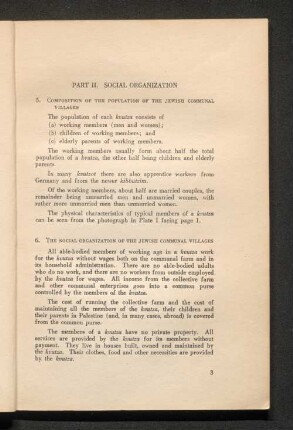 PART II. SOCIAL ORGANIZATION
5. COMPOSITION OF THE POPULATION OF THE JEWISH COMMUNAL
VILLAGES
The population of each kvutza consists of
(a) working members (men and women);
(b) children of working members; and
(c) elderly parents of working members.
The working members usually form about half the total
population of a kvutza, the other half being children and elderly
parents.
In many kvutzot there are also apprentice workers from
Germany and from the
Of the working members, about half are married couples, the
remainder being unmarried men and unmarried women, with
rather more unmarried men than unmarried women.
The physical characteristics of typical members of a kvutza
can be seen from the photograph in Plate I facing page 1.
6. THE SOCIAL ORGANIZATION OF THE JEWISH COMMUNAL VILLAGES
All able-bodied members of working age in a kvutza work
for the kvutza without wages both on the communal farm and in
its household administration. There are no able-bodied adults
who do no work, and there are no workers from outside employed
by the kvutza for wages. All income from the collective farm
and other communal enterprises goes into a common purse
controlled by the members of the kvutza.
The cost of running the collective farm and the cost of
maintaining all the members of the kvutza, their children and
their parents in Palestine (and, in many cases, abroad) is covered
from the common purse.
The members of a kvutza have no private property. All
services are provided by the kvutza for its members without
payment. They live in houses built, owned and maintained by
the kvutza. Their clothes, food and other necessities are provided
by the kvutza.
3